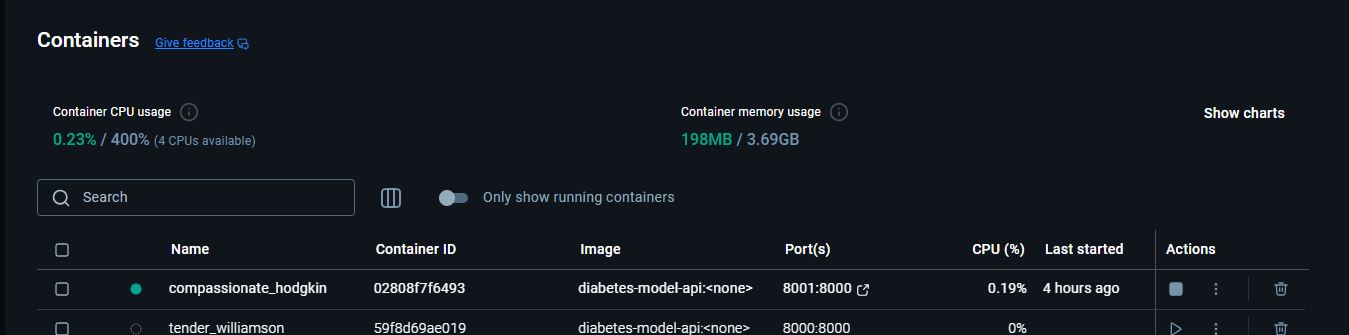 Containers Give feedback
Container CPU usage Container memory usage Show charts
0.23% / 400% (4 CPUs available) 198MB / 3.69GB
Search Only show running containers
Name Container ID Image Port(s) CPU (%) Last started Actions
compassionate_hodgkin 02808f7f6493 diabetes-model-api:<none> 8001:8000 0.19% 4 hours ago
tender_williamson 59f8d69ae019 diabetes-model-api:<none> 8000:8000 0%